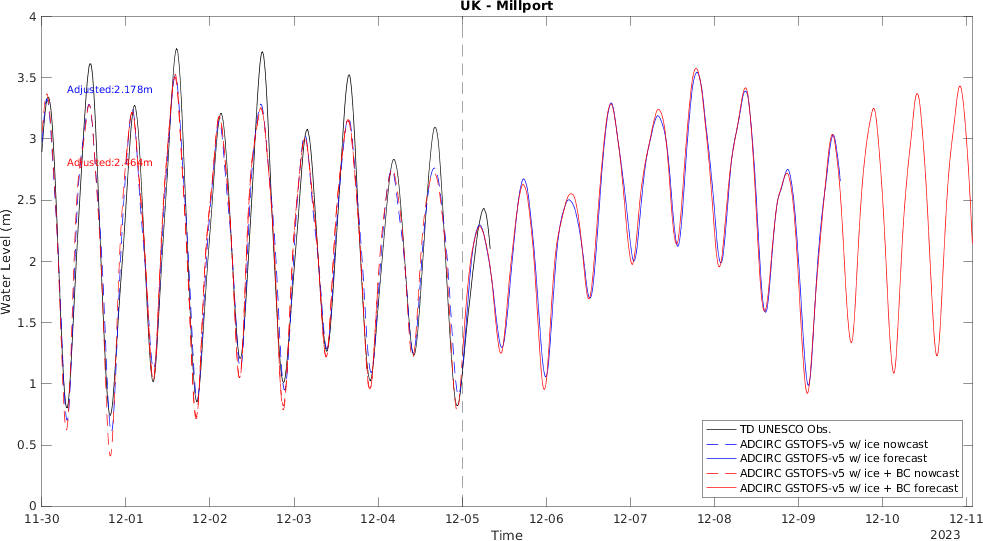 UK - Millport
4
3.5
3
2.5
2
1.5
1
0.5
0
Water Level (m)
Adjusted:2.178m
Adjusted:2.464m
TD UNESCO Obs.
ADCIRC GSTOFS-v5 w/ ice nowcast
ADCIRC GSTOFS-v5 w/ ice forecast
ADCIRC GSTOFS-v5 w/ ice + BC nowcast
ADCIRC GSTOFS-v5 w/ ice + BC forecast
11-30 12-01 12-02 12-03 12-04 12-05 12-06 12-07 12-08 12-09 12-10 12-11
Time
2023